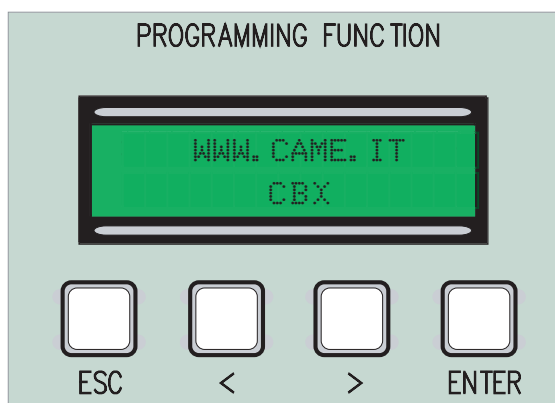 PROGRAMMING FUNCTION
WWW.CAME.IT
CBX
ESC < > ENTER